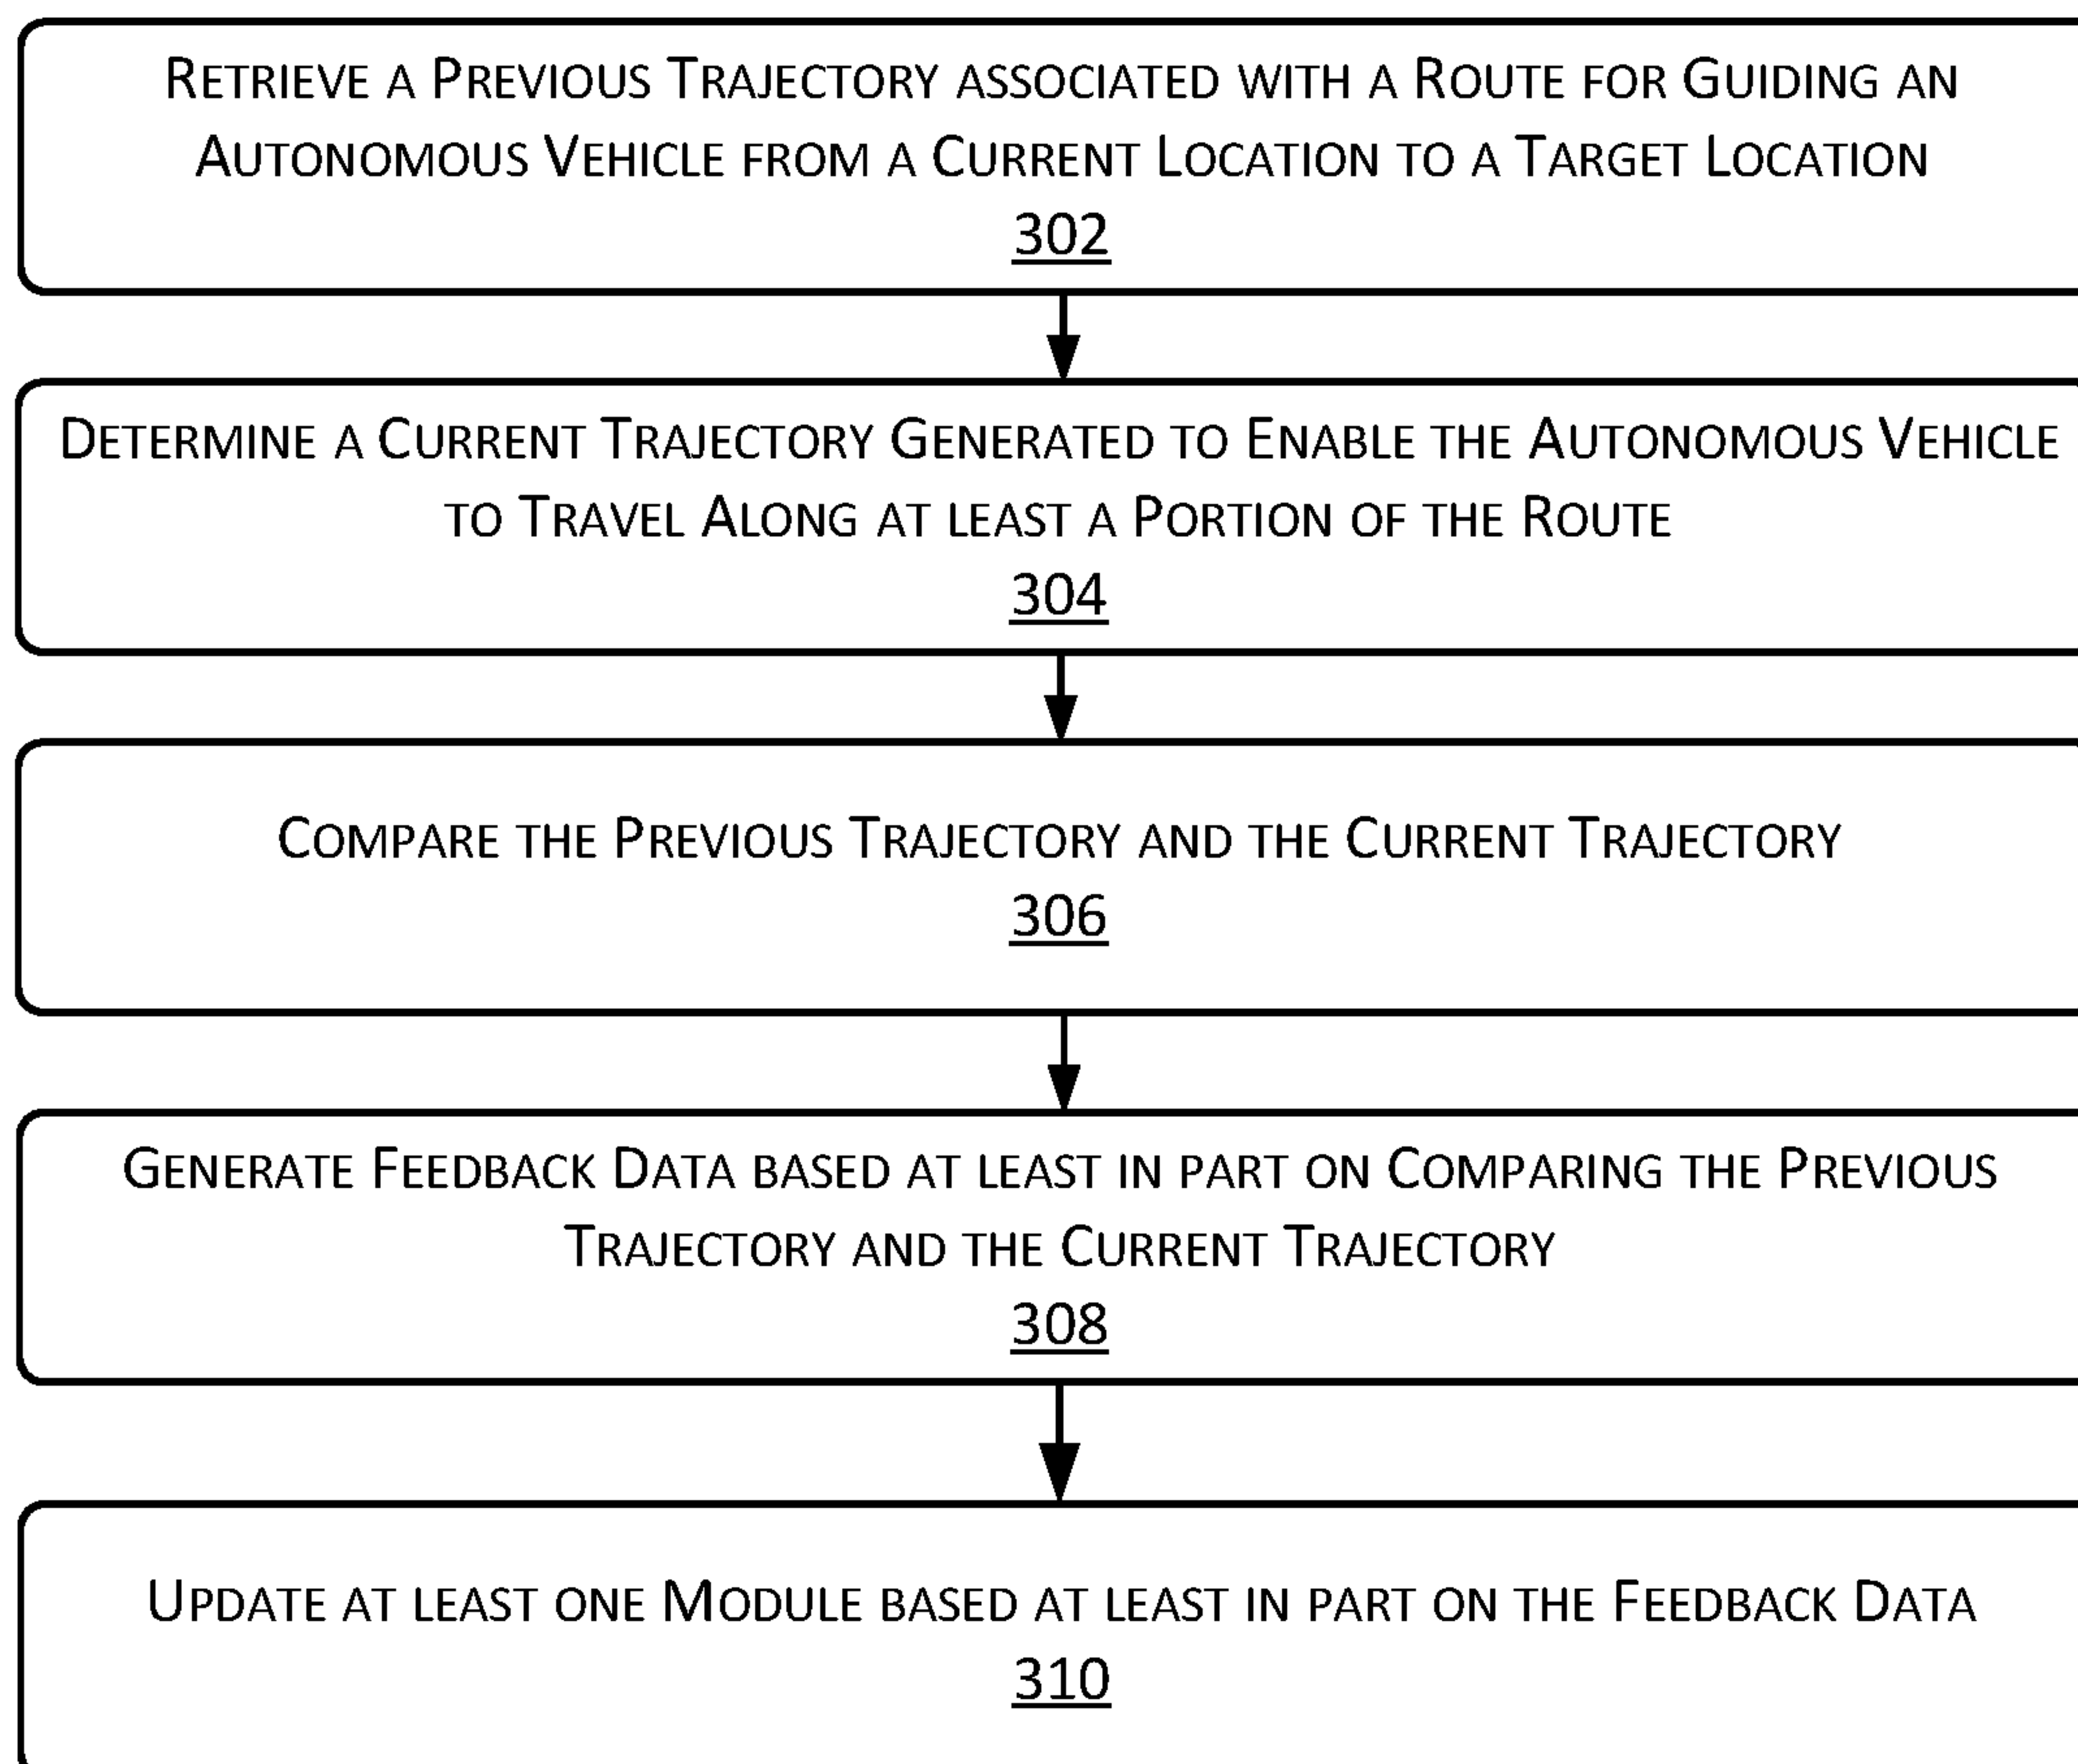 Retrieve a Previous Trajectory associated with a Route for Guiding an
Autonomous Vehicle from a Current Location to a Target Location
302
Determine a Current Trajectory Generated to Enable the Autonomous Vehicle
to Travel Along at least a Portion of the Route
304
Compare the Previous Trajectory and the Current Trajectory
306
Generate Feedback Data based at least in part on Comparing the Previous
Trajectory and the Current Trajectory
308
Update at least one Module based at least in part on the Feedback Data
310